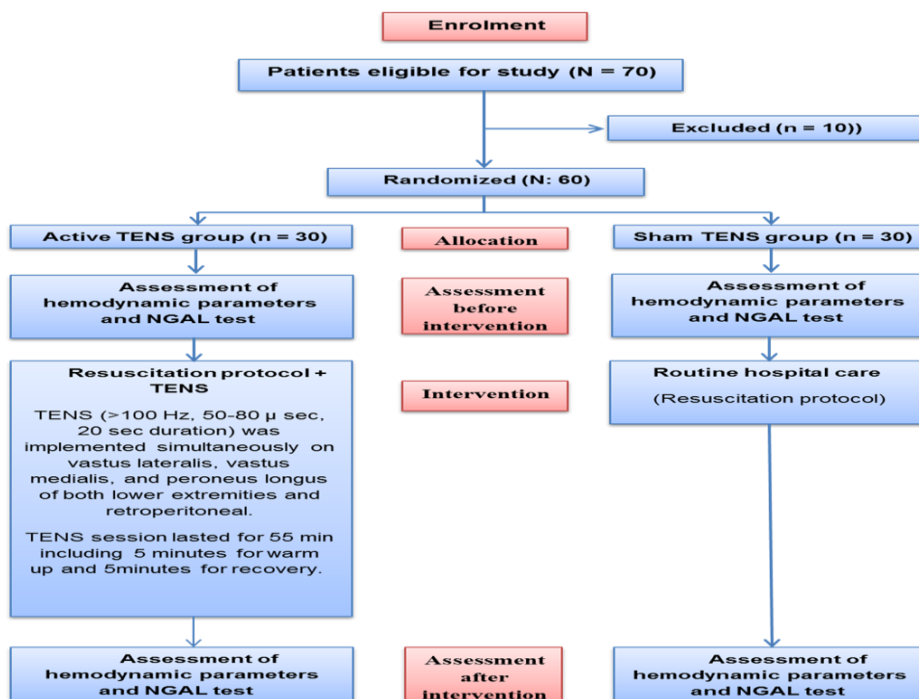 Enrolment
Patients eligible for study (N = 70)
Excluded (n = 10))
Randomized (N: 60)
Active TENS group (n = 30)
Allocation
Sham TENS group (n = 30)
Assessment of
hemodynamic parameters
and NGAL test
Assessment
before
intervention
Assessment of
hemodynamic parameters
and NGAL test
Resuscitation protocol +
TENS
TENS (>100 Hz, 50-80 µ sec,
20 sec duration) was
implemented simultaneously on
vastus lateralis, vastus
medialis, and peroneus longus
of both lower extremities and
retroperitoneal.
TENS session lasted for 55 min
including 5 minutes for warm
up and 5minutes for recovery.
Intervention
Routine hospital care
(Resuscitation protocol)
Assessment of
hemodynamic parameters
and NGAL test
Assessment
after
intervention
Assessment of
hemodynamic parameters
and NGAL test